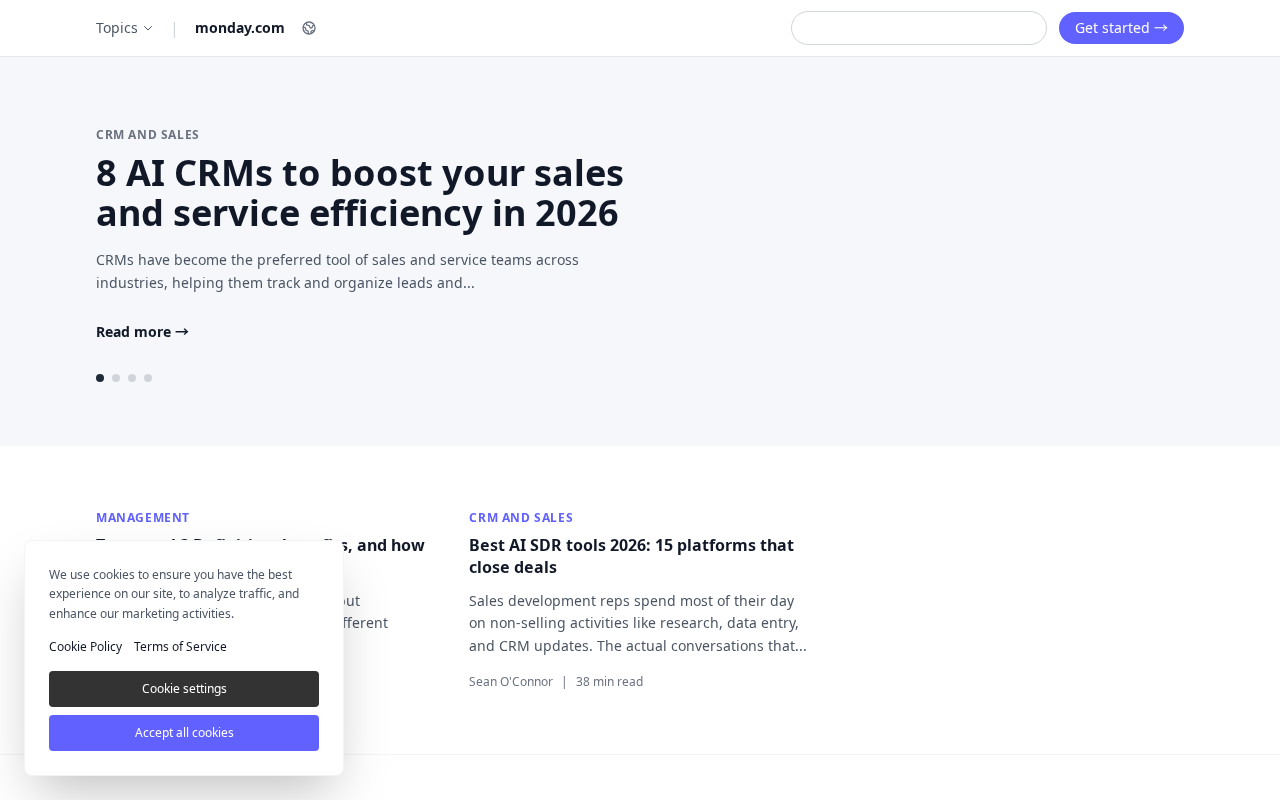 Topics | monday.com
Get started →
CRM AND SALES
8 AI CRMs to boost your sales
and service efficiency in 2026
CRMs have become the preferred tool of sales and service teams across
industries, helping them track and organize leads and...
Read more →
MANAGEMENT
and how
CRM AND SALES
Best AI SDR tools 2026: 15 platforms that
close deals
Sales development reps spend most of their day
on non-selling activities like research, data entry,
and CRM updates. The actual conversations that...
Sean O'Connor | 38 min read
We use cookies to ensure you have the best
experience on our site, to analyze traffic, and
enhance our marketing activities.
Cookie Policy Terms of Service
Cookie settings
Accept all cookies